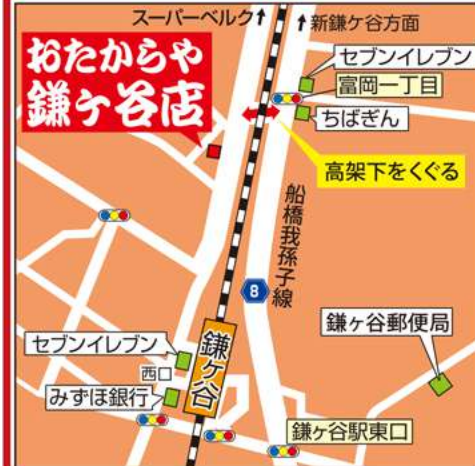 スーパーベルク
新鎌ケ谷方面
おたからや
鎌ヶ谷店
セブンイレブン
富岡一丁目
ちばぎん
高架下をくぐる
船橋我孫子線
8
鎌ヶ谷郵便局
セブンイレブン
西口
鎌ヶ谷
みずほ銀行
鎌ヶ谷駅東口